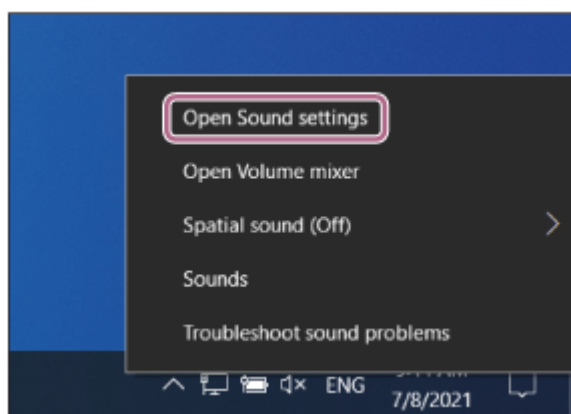 Open Sound settings
Open Volume mixer
Spatial sound (Off)
Sounds
Troubleshoot sound problems
ENG
7/8/2021